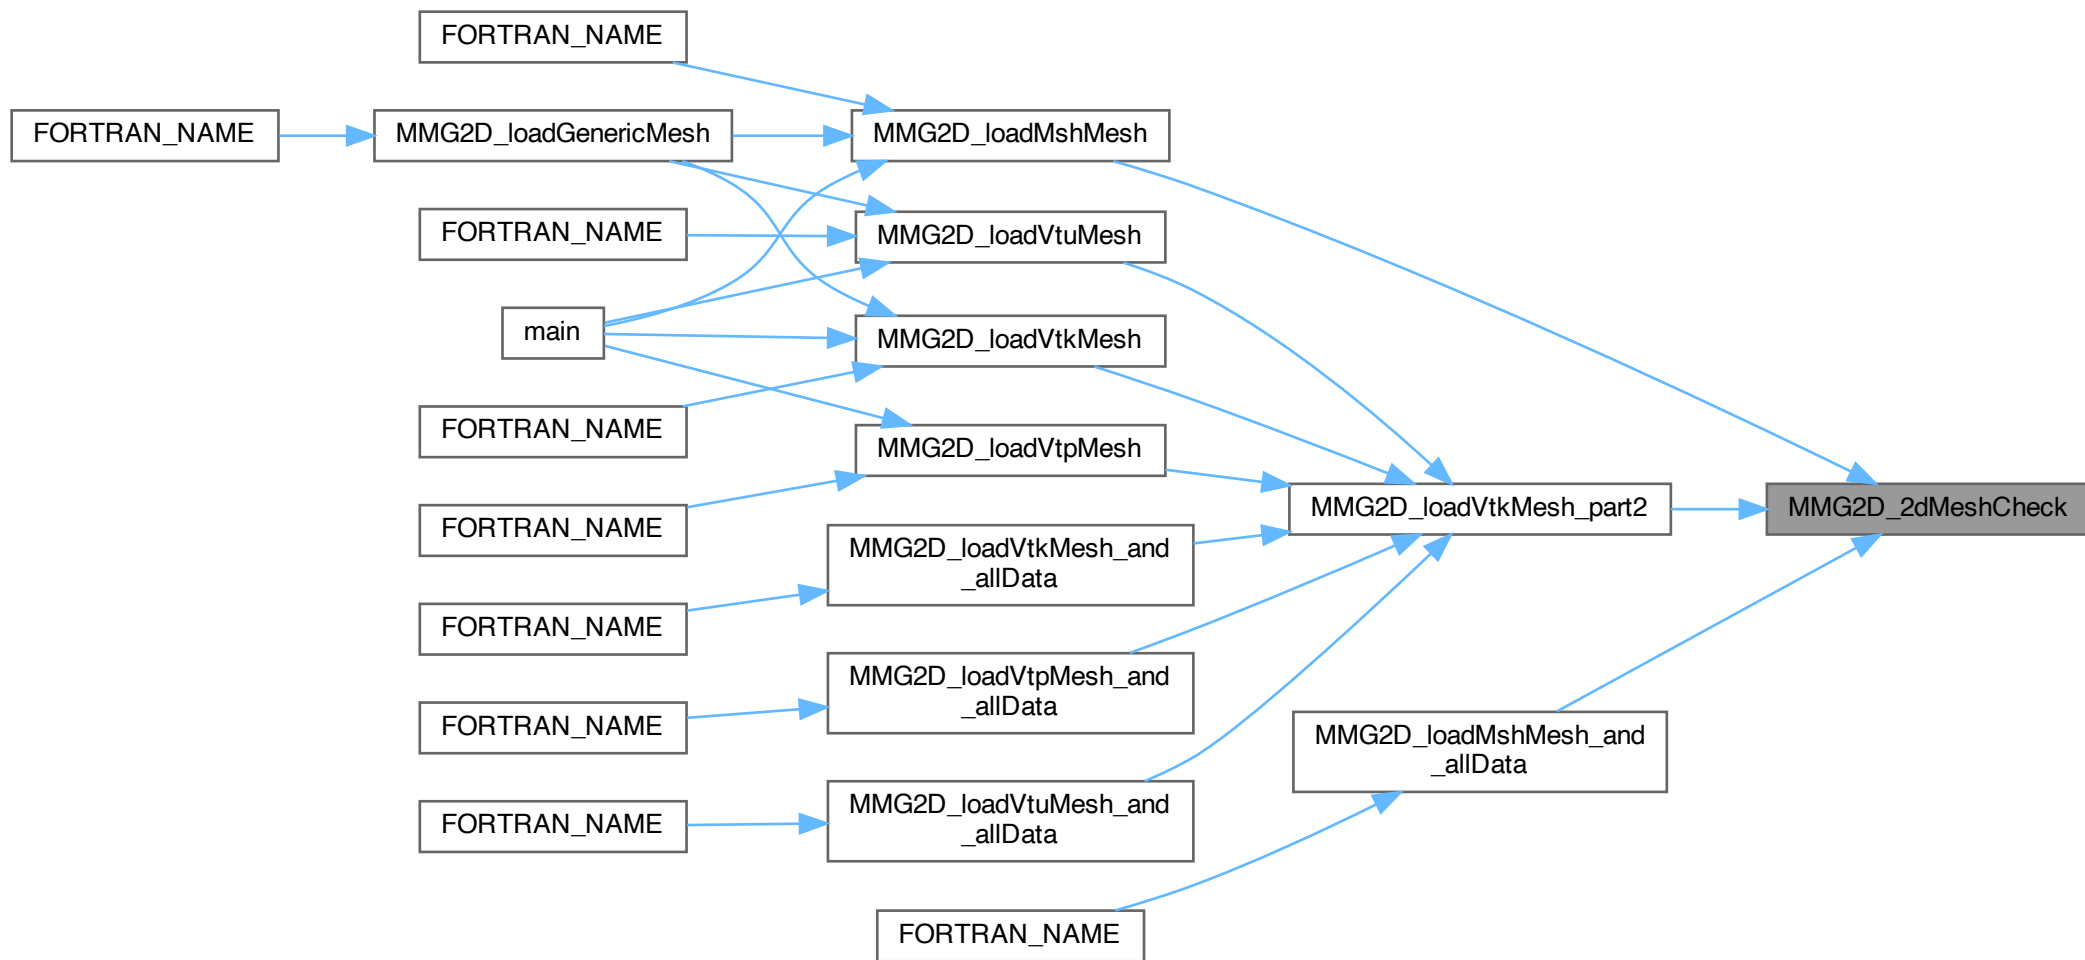 FORTRAN_NAME
FORTRAN_NAME
MMG2D_loadGenericMesh
MMG2D_loadMshMesh
FORTRAN_NAME
MMG2D_loadVtuMesh
main
MMG2D_loadVtkMesh
FORTRAN_NAME
MMG2D_loadVtpMesh
MMG2D_loadVtkMesh_part2
MMG2D_2dMeshCheck
FORTRAN_NAME
MMG2D_loadVtkMesh_and
_allData
FORTRAN_NAME
MMG2D_loadVtpMesh_and
_allData
FORTRAN_NAME
MMG2D_loadMshMesh_and
_allData
MMG2D_loadVtuMesh_and
_allData
FORTRAN_NAME
FORTRAN_NAME